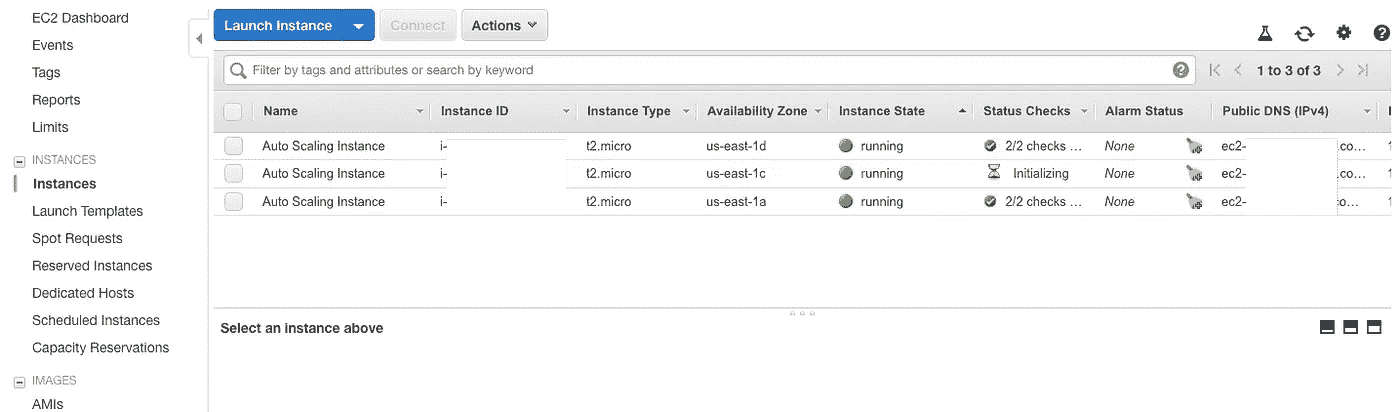 EC2 Dashboard
Events
Tags
Reports
Limits
INSTANCES
Instances
Launch Templates
Spot Requests
Reserved Instances
Dedicated Hosts
Scheduled Instances
Capacity Reservations
IMAGES
AMIs
Launch Instance Connect Actions
Filter by tags and attributes or search by keyword 1 to 3 of 3
Name Instance ID Instance Type Availability Zone Instance State Status Checks Alarm Status Public DNS (IPv4)
Auto Scaling Instance i- t2.micro us-east-1d running 2/2 checks ... None ec2- .co...
Auto Scaling Instance i- t2.micro us-east-1c running Initializing None ec2- .co...
Auto Scaling Instance i- t2.micro us-east-1a running 2/2 checks ... None ec2- o...
Select an instance above